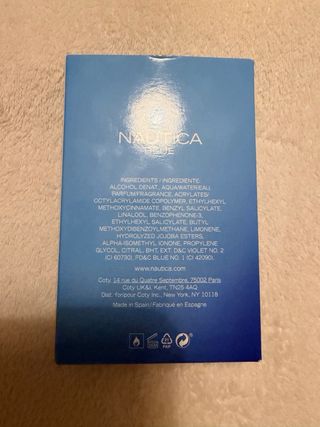 NAUTICA
BLUE
INGREDIENTS / INGREDIENTE:
ALCOHOL DENAT., AQUA/WATER/EAU,
PARFUM/FRAGRANCE, ACRYLATES/
OCTYLACRYLAMIDE COPOLYMER, ETHYLHEXYL
METHOXYCINNAMATE, BENZYL SALICYLATE,
LINALOOL, BENZOPHENONE-3,
ETHYLHEXYL SALICYLATE, BUTYL
METHOXYDIBENZOYLMETHANE, LIMONENE,
HYDROLYZED JOJOBA ESTERS,
ALPHA-ISOMETHYL IONONE, PROPYLENE
GLYCOL, CITRAL, BHT, EXT. D&C VIOLET NO. 2
(CI 60730), FD&C BLUE NO. 1 (CI 42090).
www.nautica.com
Coty, 14 rue du Quatre Septembre, 75002 Paris
Coty UK&I, Kent, TN25-4AQ
Dist. for/pour Coty Inc., New York, NY 10118
Made in Spain/Fabriqué en Espagne
PAP